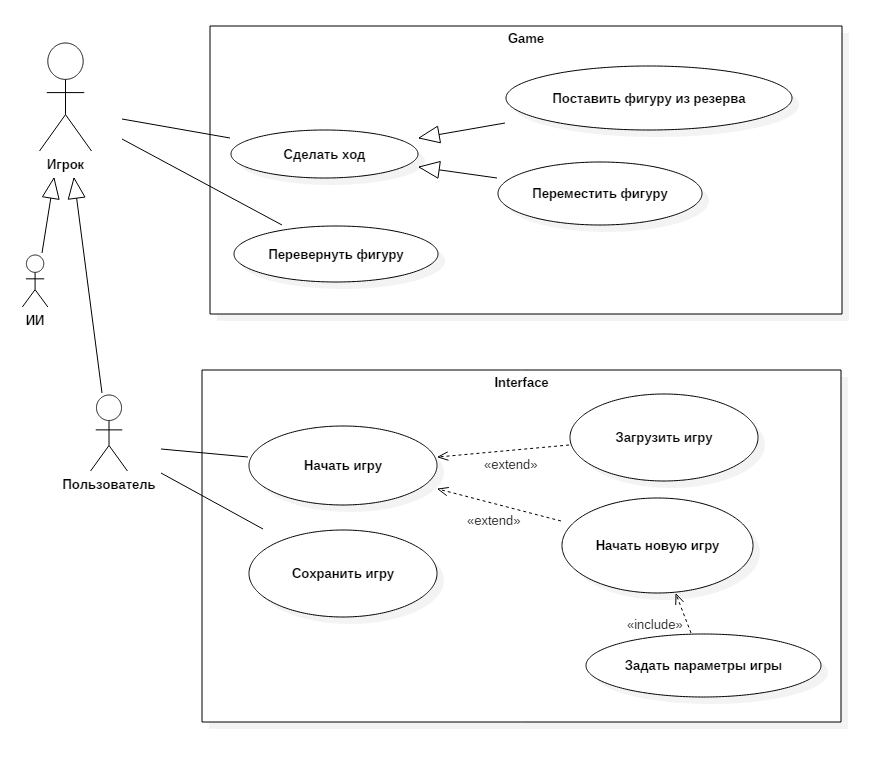 Game
Поставить фигуру из резерва
Сделать ход
Игрок
Переместить фигуру
Перевернуть фигуру
ИИ
Interface
Загрузить игру
Начать игру
«extend»
Пользователь
«extend»
Начать новую игру
Сохранить игру
«include»
Задать параметры игры